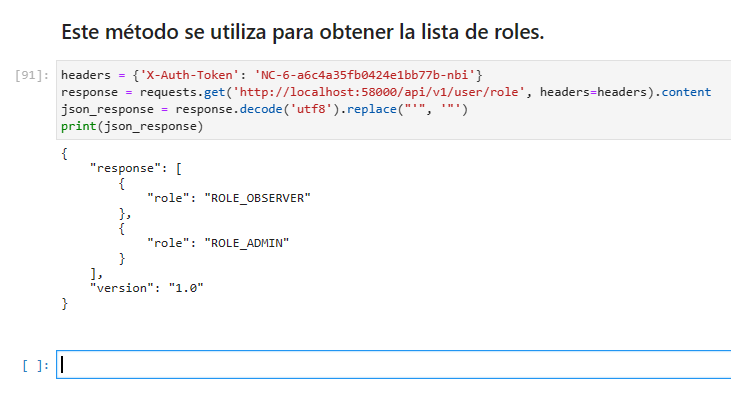 Este método se utiliza para obtener la lista de roles.
[91]: headers = {'X-Auth-Token': 'NC-6-a6c4a35fb0424e1bb77b-nbi'}
response = requests.get('http://localhost:58000/api/v1/user/role', headers=headers).content
json_response = response.decode('utf8').replace("'", '"')
print(json_response)
{
    "response": [
        {
            "role": "ROLE_OBSERVER"
        },
        {
            "role": "ROLE_ADMIN"
        }
    ],
    "version": "1.0"
}
[ ]: